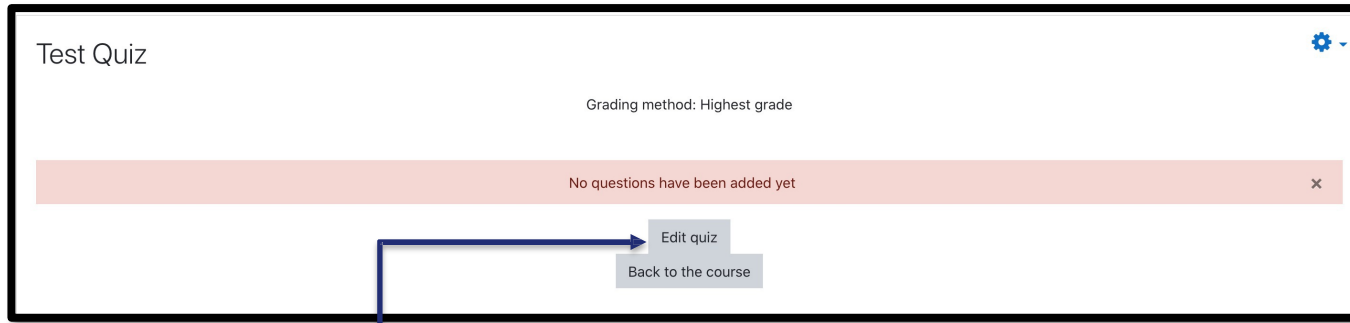 Test Quiz
Grading method: Highest grade
No questions have been added yet ×
Edit quiz
Back to the course